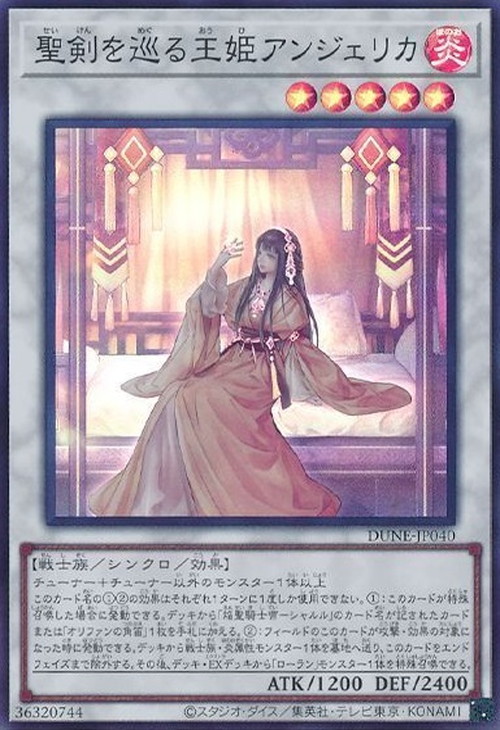 聖剣を巡る王姫アンジェリカ
炎
DUNE-JP040
【戦士族／シンクロ／効果】
チューナー＋チューナー以外のモンスター1体以上
このカード名の①②の効果はそれぞれ1ターンに1度しか使用できない。①：このカードが特殊
召喚した場合に発動できる。デッキから「焔聖騎士帝－シャルル」のカード名が記されたカード
または「オリファンの角笛」1枚を手札に加える。②：フィールドのこのカードが攻撃・効果の対象に
なった時に発動できる。デッキから戦士族・炎属性モンスター1体を墓地へ送り、このカードをエンド
フェイズまで除外する。その後、デッキ・EXデッキから「ローラン」モンスター1体を特殊召喚できる。
ATK/1200 DEF/2400
36320744
©スタジオ・ダイス／集英社・テレビ東京・KONAMI